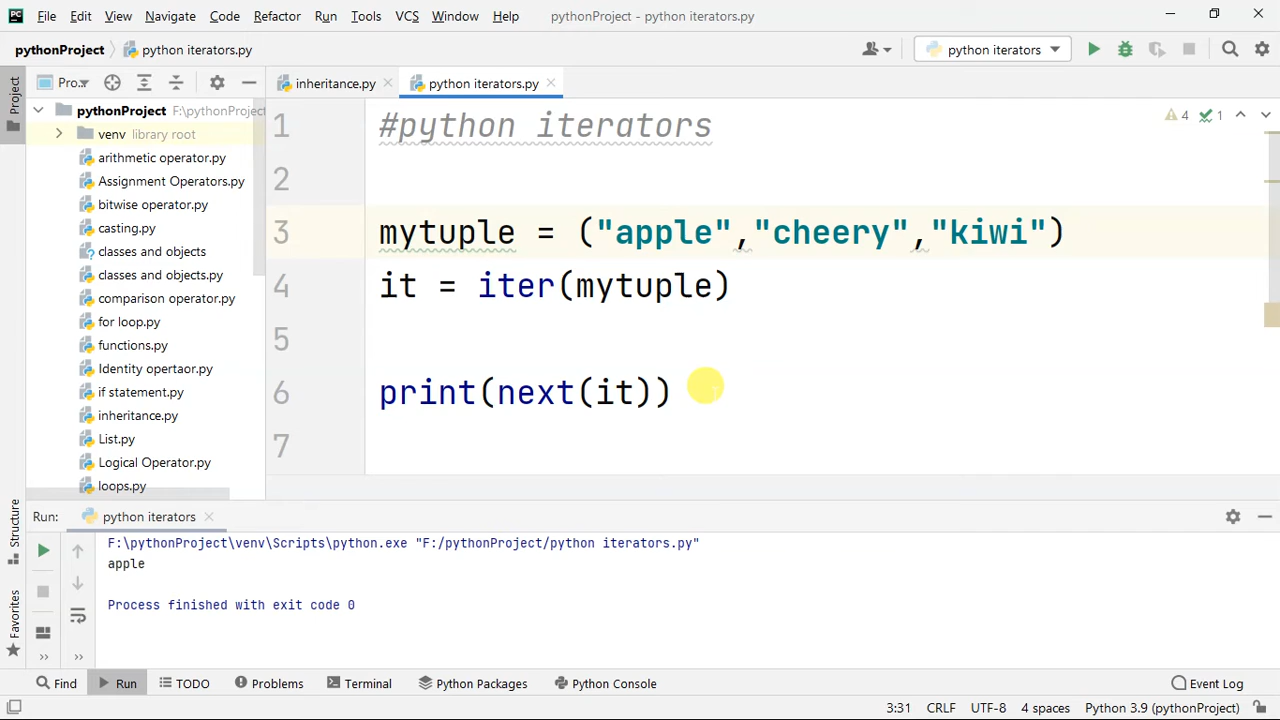 File Edit View Navigate Code Refactor Run Tools VCS Window Help pythonProject - python iterators.py
pythonProject python iterators.py python iterators
Project Pro... inheritance.py python iterators.py
pythonProject F:\pythonProject
venv library root
arithmetic operator.py
Assignment Operators.py
bitwise operator.py
casting.py
classes and objects
classes and objects.py
comparison operator.py
for loop.py
functions.py
Identity opertaor.py
if statement.py
inheritance.py
List.py
Logical Operator.py
loops.py
1 #python iterators
2
3 mytuple = ("apple","cheery","kiwi")
4 it = iter(mytuple)
5
6 print(next(it))
7
4 1
Run: python iterators
F:\pythonProject\venv\Scripts\python.exe "F:/pythonProject/python iterators.py"
apple
Process finished with exit code 0
Structure
Favorites
Find Run TODO Problems Terminal Python Packages Python Console Event Log
3:31 CRLF UTF-8 4 spaces Python 3.9 (pythonProject)